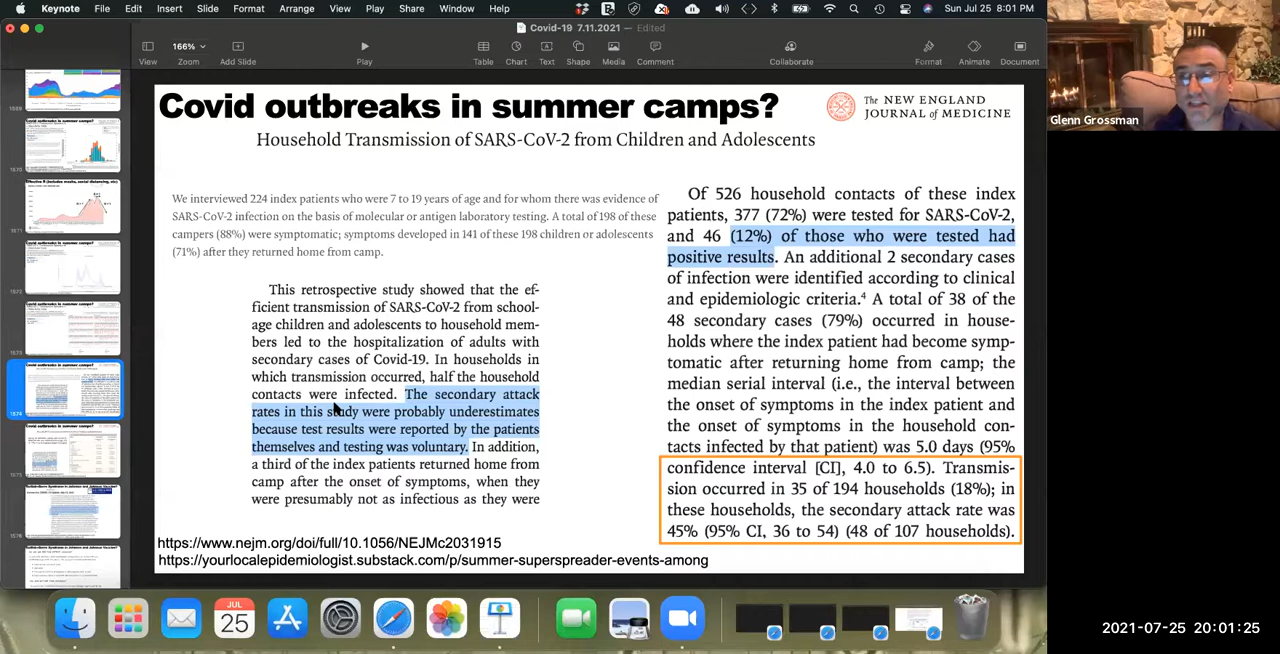 Keynote File Edit Insert Slide Format Arrange View Play Share Window Help Sun Jul 25 8:01 PM
Covid-19 7.11.2021 — Edited
166%
View Zoom Add Slide Play Table Chart Text Shape Media Comment Collaborate Format Animate Document
Covid outbreaks in summer camps?
The NEW ENGLAND
JOURNAL of MEDICINE
Household Transmission of SARS-CoV-2 from Children and Adolescents
We interviewed 224 index patients who were 7 to 19 years of age and for whom there was evidence of
SARS-CoV-2 infection on the basis of molecular or antigen laboratory testing. A total of 198 of these
campers (88%) were symptomatic; symptoms developed in 141 of these 198 children or adolescents
(71%) after they returned home from camp.
This retrospective study showed that the ef-
ficient transmission of SARS-CoV-2 from school-
age children and adolescents to household mem-
bers led to the hospitalization of adults with
secondary cases of Covid-19. In households in
which transmission occurred, half the household
contacts were infected. The secondary attack
rates in this study were probably underestimates
because test results were reported by the patients
themselves and testing was voluntary. In addition,
a third of the index patients returned home from
camp after the onset of symptoms, when they
were presumably not as infectious as they were
Of 526 household contacts of these index
patients, 377 (72%) were tested for SARS-CoV-2,
and 46 (12%) of those who were tested had
positive results. An additional 2 secondary cases
of infection were identified according to clinical
and epidemiologic criteria.4 A total of 38 of the
48 secondary cases (79%) occurred in house-
holds where the index patient had become symp-
tomatic after returning home from camp; the
median serial interval (i.e., the interval between
the onset of symptoms in the index patient and
the onset of symptoms in the household con-
tacts infected by that patient) was 5.0 days (95%
confidence interval [CI], 4.0 to 6.5). Transmis-
sion occurred in 35 of 194 households (18%); in
these households, the secondary attack rate was
45% (95% CI, 36 to 54) (48 of 107 households).
https://yourlocalepidemiologist.substack.com/p/summer-superspreader-events-among
Glenn Grossman
JUL
25
2021-07-25 20:01:25